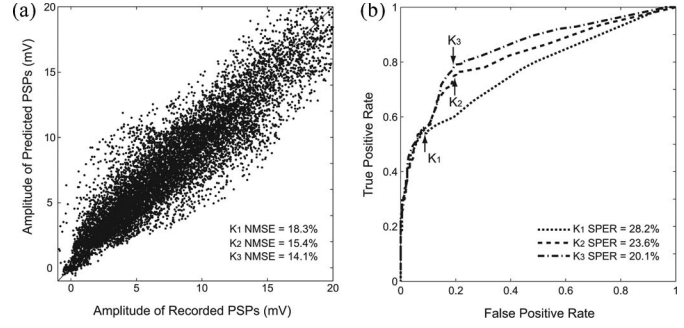 (a)
Amplitude of Predicted PSPs (mV)
20
15
10
5
0
0
5
10
15
20
Amplitude of Recorded PSPs (mV)
K1 NMSE = 18.3%
K2 NMSE = 15.4%
K3 NMSE = 14.1%
(b)
True Positive Rate
1
0.8
0.6
0.4
0.2
0
0
0.2
0.4
0.6
0.8
1
False Positive Rate
K3
K2
K1
K1 SPER = 28.2%
K2 SPER = 23.6%
K3 SPER = 20.1%